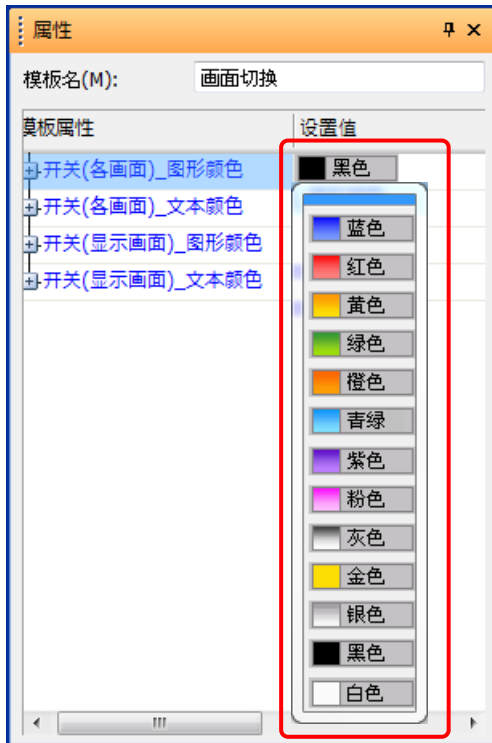 属性
模板名(M): 画面切换
莫板属性 设置值
开关(各画面)_图形颜色 黑色
开关(各画面)_文本颜色
开关(显示画面)_图形颜色
开关(显示画面)_文本颜色
蓝色
红色
黄色
绿色
橙色
青绿
紫色
粉色
灰色
金色
银色
黑色
白色